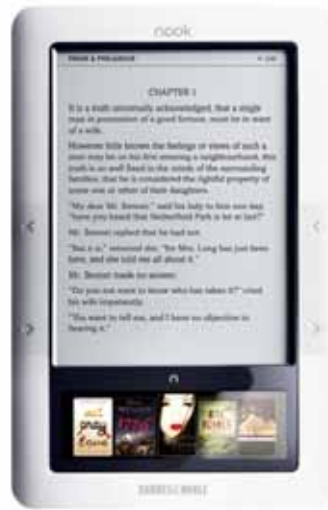 nook
PRIDE & PREJUDICE
CHAPTER 1
It is a truth universally acknowledged, that a single
man in possession of a good fortune, must be in want
of a wife.
However little known the feelings or views of such a
man may be on his first entering a neighbourhood, this
truth is so well fixed in the minds of the surrounding
families, that he is considered the rightful property of
some one or other of their daughters.
"My dear Mr. Bennet," said his lady to him one day,
"have you heard that Netherfield Park is let at last?"
Mr. Bennet replied that he had not.
"But it is," returned she; "for Mrs. Long has just been
here, and she told me all about it."
Mr. Bennet made no answer.
"Do you not want to know who has taken it?" cried
his wife impatiently.
"You want to tell me, and I have no objection to
hearing it."
n
eat
pray
love
BARNES & NOBLE